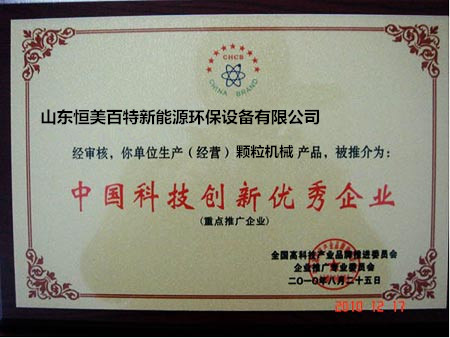 CHCB
CHINA BRAND
山东恒美百特新能源环保设备有限公司
经审核，你单位生产（经营）颗粒机械 产品，被推介为：
中国科技创新优秀企业
（重点推广企业）
全国高科技产业品牌推进委员会
企业推广专业委员会
二〇一〇年八月二十五日
2010 12 17